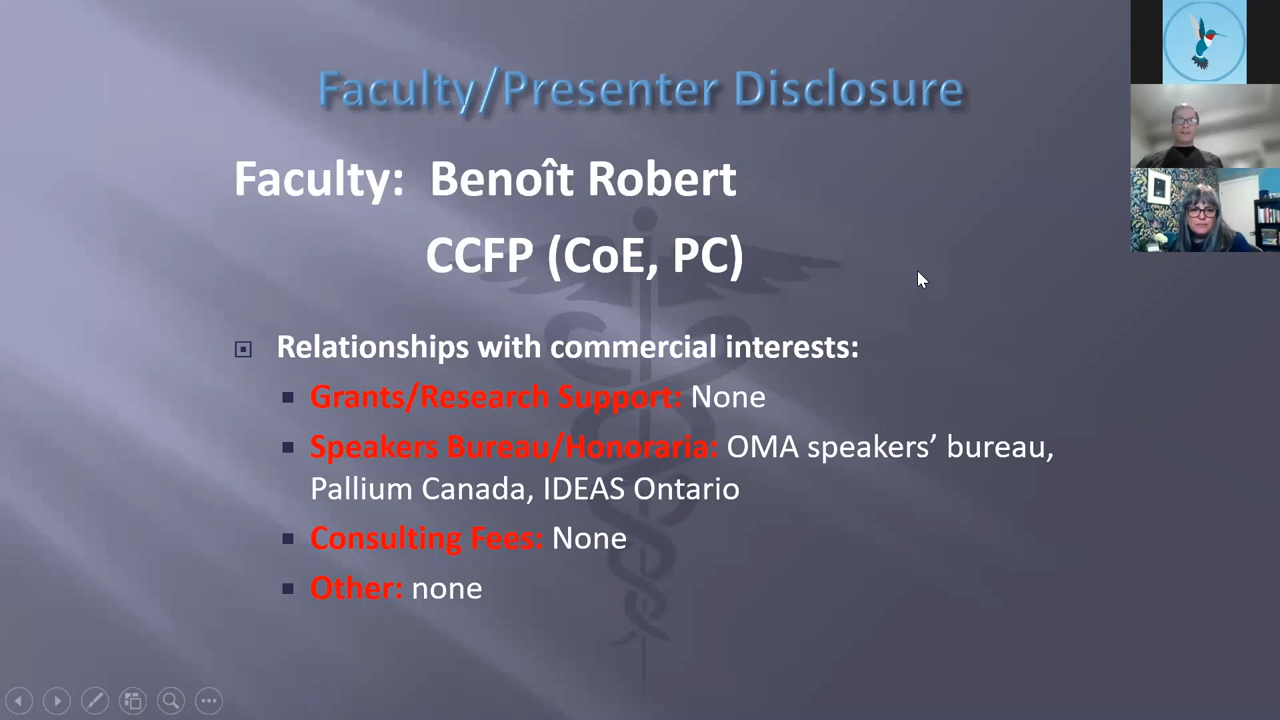 Faculty/Presenter Disclosure
Faculty: Benoît Robert
CCFP (CoE, PC)
Relationships with commercial interests:
Grants/Research Support: None
Speakers Bureau/Honoraria: OMA speakers’ bureau,
Pallium Canada, IDEAS Ontario
Consulting Fees: None
Other: none